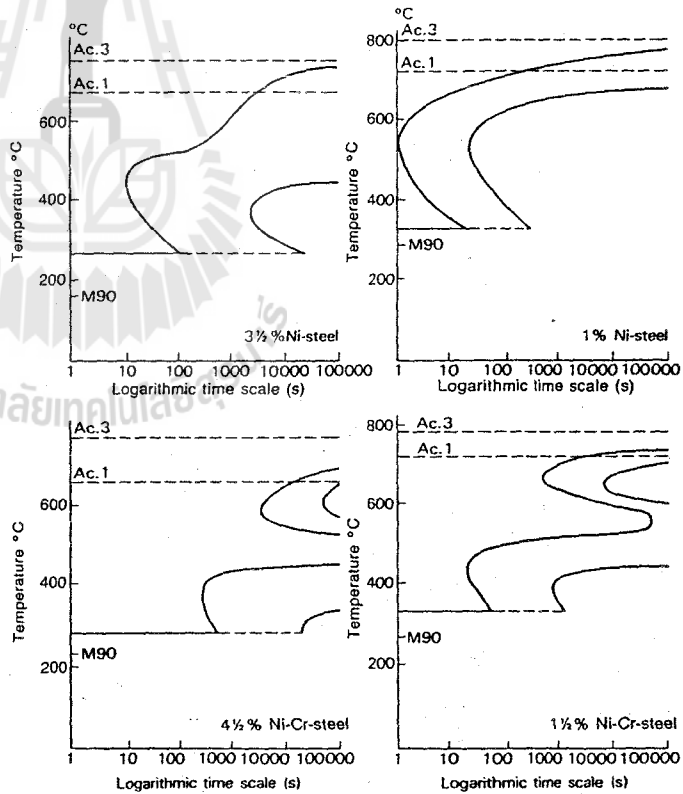 °C
Ac.3
Ac.1
600
400
200
M90
Temperature °C
3½ %Ni-steel
1 10 100 1000 10000 100000
Logarithmic time scale (s)
°C
800
Ac.3
Ac.1
600
400
M90
200
Temperature °C
1% Ni-steel
1 10 100 1000 10000 100000
Logarithmic time scale (s)
Ac.3
Ac.1
600
400
M90
200
Temperature °C
4½% Ni-Cr-steel
1 10 100 1000 10000 100000
Logarithmic time scale (s)
800
Ac.3
Ac.1
600
400
M90
200
Temperature °C
1½% Ni-Cr-steel
1 10 100 1000 10000 100000
Logarithmic time scale (s)